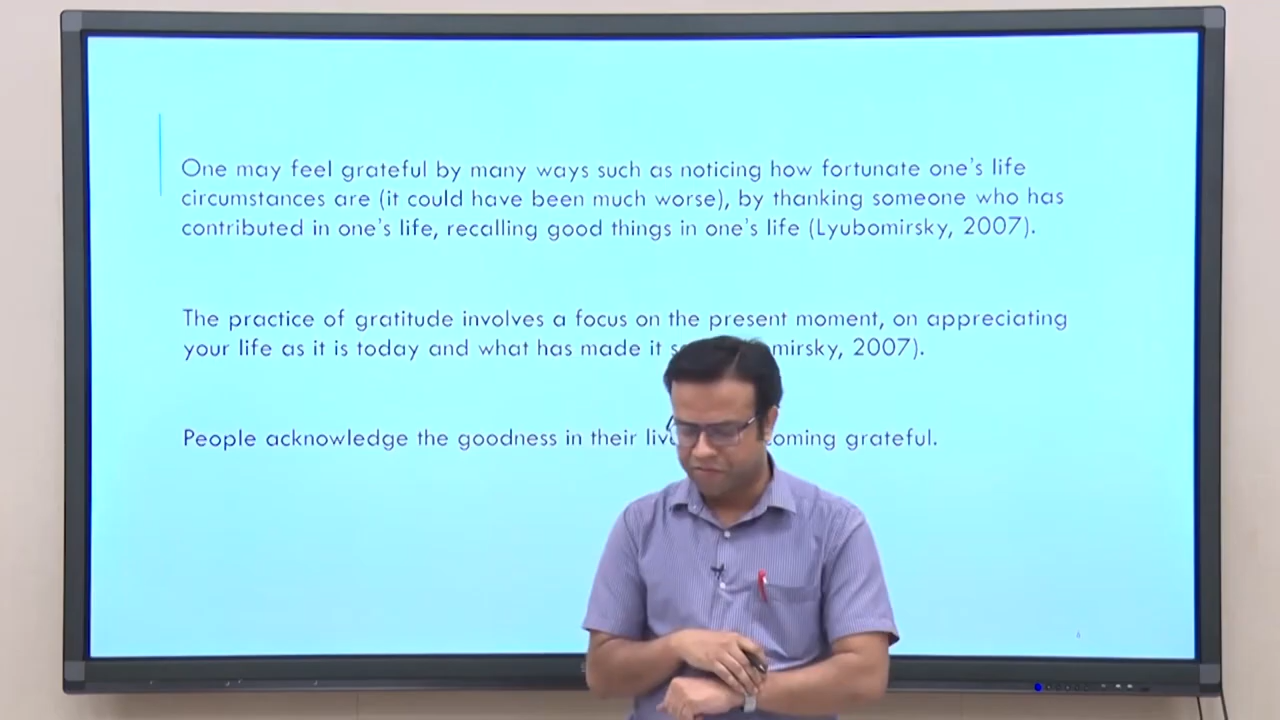 One may feel grateful by many ways such as noticing how fortunate one's life
circumstances are (it could have been much worse), by thanking someone who has
contributed in one's life, recalling good things in one's life (Lyubomirsky, 2007).
The practice of gratitude involves a focus on the present moment, on appreciating
your life as it is today and what has made it 2007).
People acknowledge the goodness in their grateful.
6